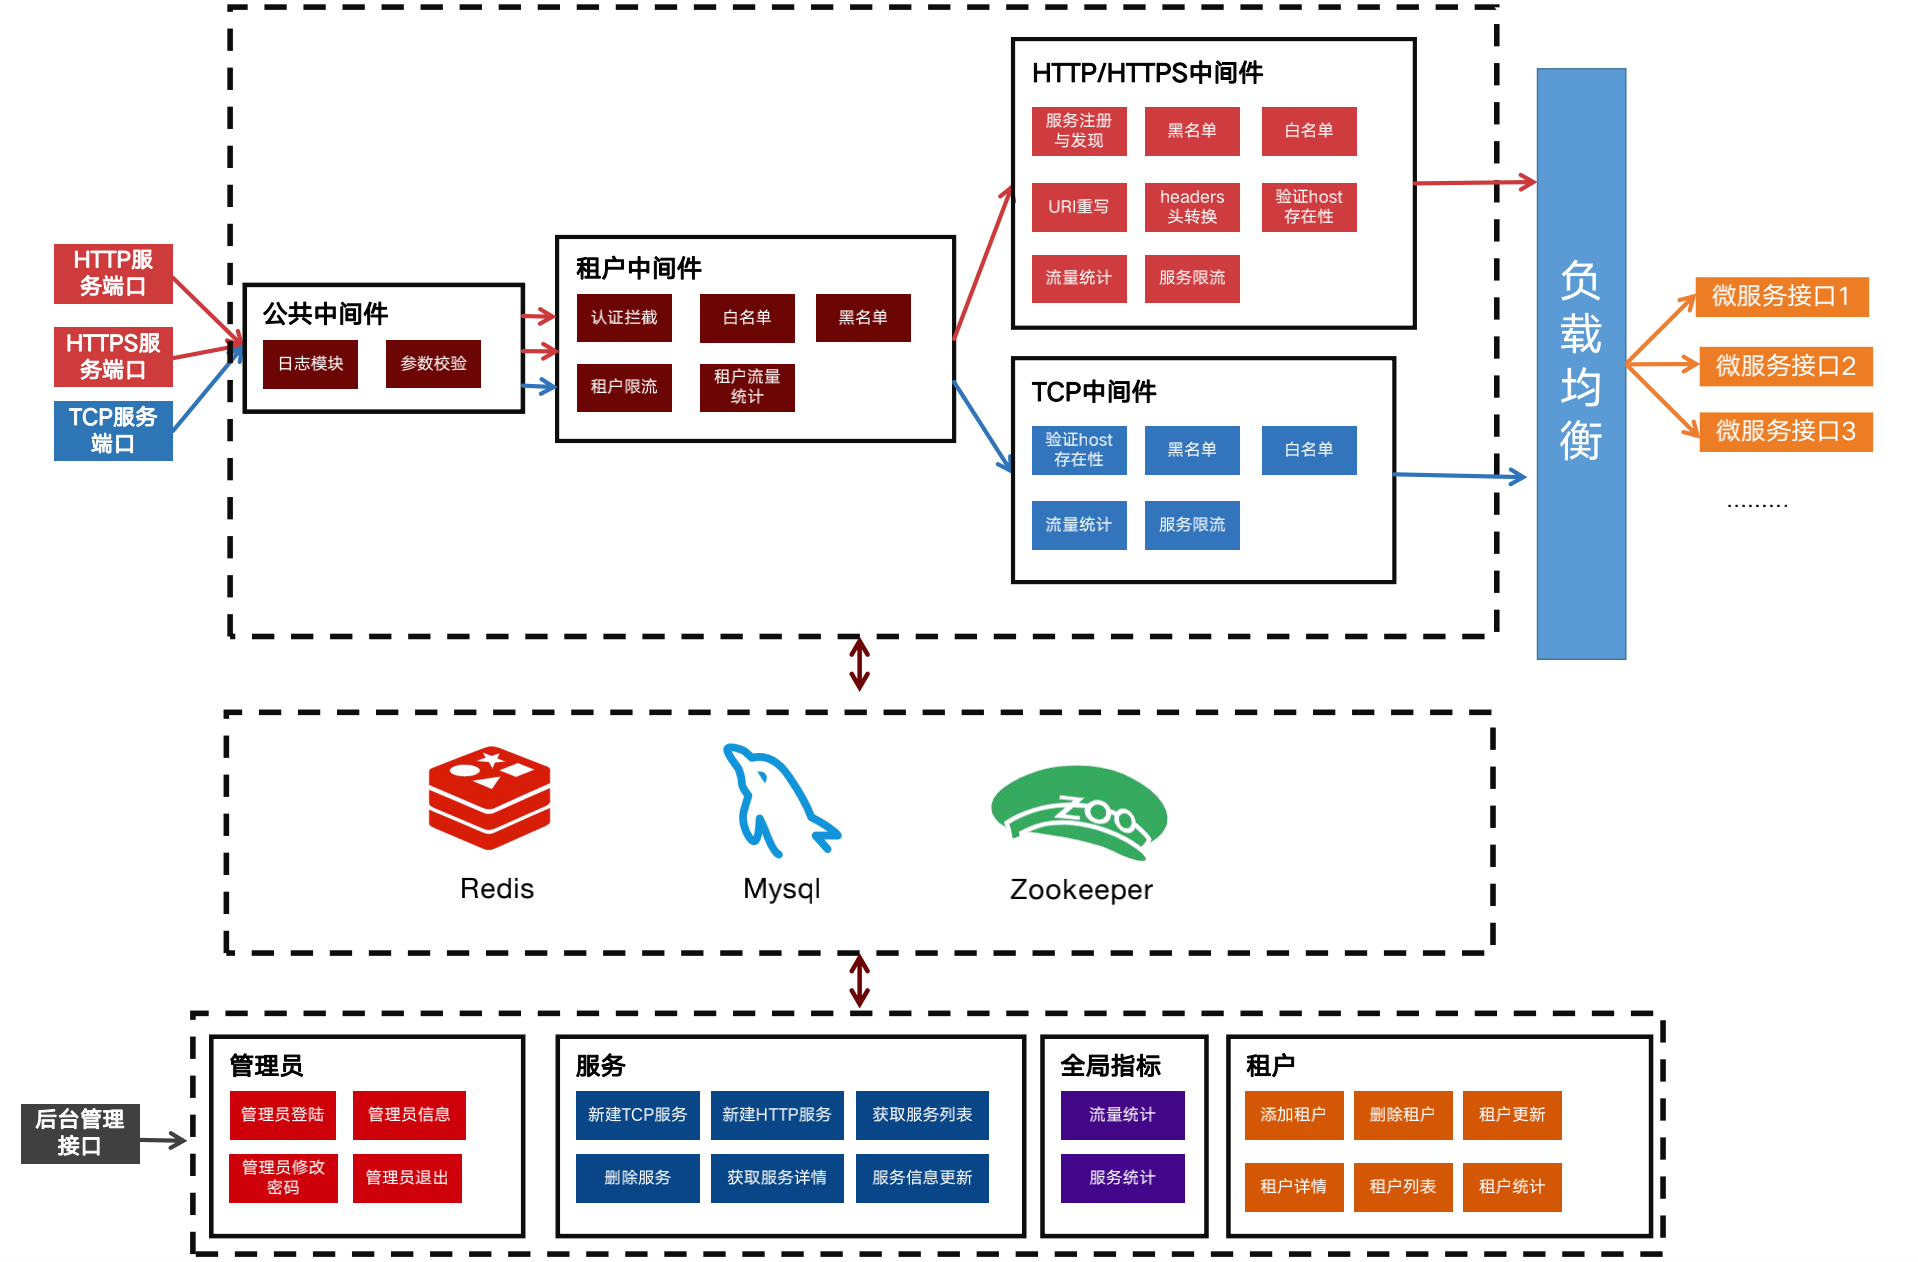 HTTP服
务端口
HTTPS服
务端口
TCP服务
端口
公共中间件
日志模块
参数校验
租户中间件
认证拦截
白名单
黑名单
租户限流
租户流量
统计
HTTP/HTTPS中间件
服务注册
与发现
黑名单
白名单
URI重写
headers
头转换
验证host
存在性
流量统计
服务限流
TCP中间件
验证host
存在性
黑名单
白名单
流量统计
服务限流
负
载
均
衡
微服务接口1
微服务接口2
微服务接口3
.........
ZOO
Redis
Mysql
Zookeeper
后台管理
接口
管理员
管理员登陆
管理员信息
管理员修改
密码
管理员退出
服务
新建TCP服务
新建HTTP服务
获取服务列表
删除服务
获取服务详情
服务信息更新
全局指标
流量统计
服务统计
租户
添加租户
删除租户
租户更新
租户详情
租户列表
租户统计